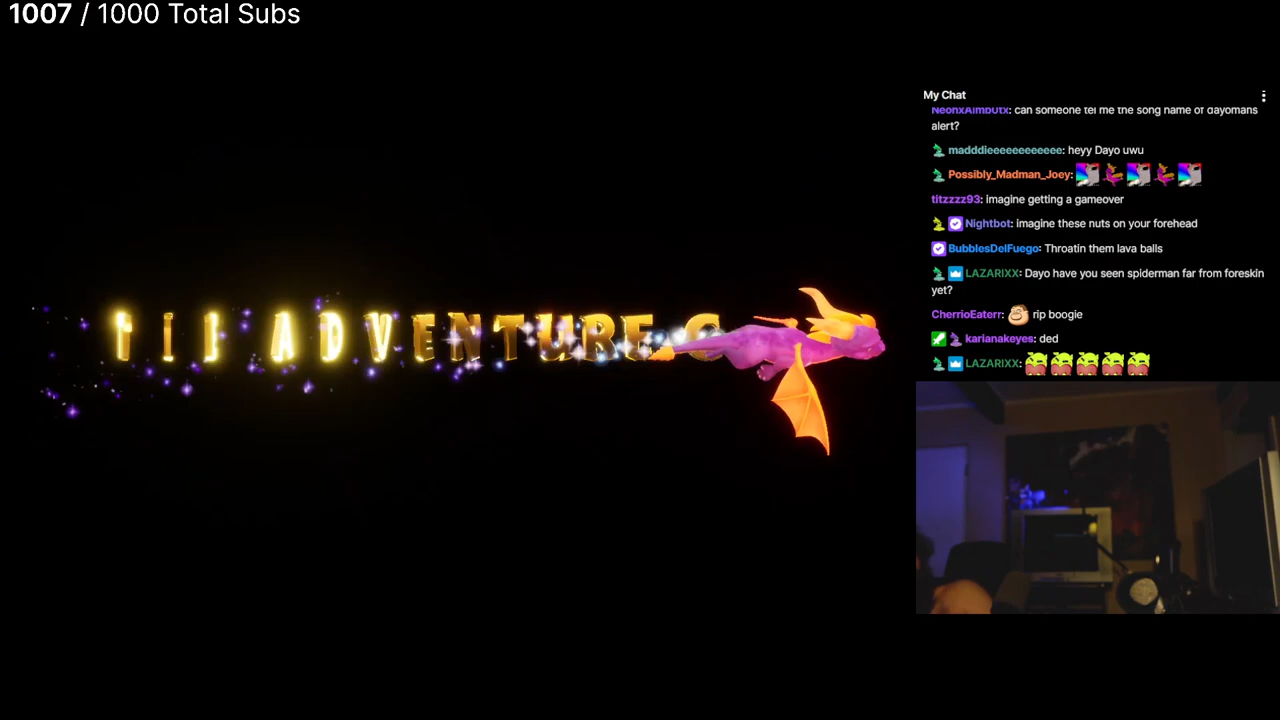 1007 / 1000 Total Subs
My Chat
NeonxAimbOtx: can someone tel me the song name of dayomans
alert?
madddieeeeeeeeeeee: heyy Dayo uwu
Possibly_Madman_Joey:
titzzzz93: Imagine getting a gameover
Nightbot: imagine these nuts on your forehead
BubblesDelFuego: Throatin them lava balls
LAZARIXX: Dayo have you seen spiderman far from foreskin
yet?
CherrioEaterr: rip boogie
karianakeyes: ded
LAZARIXX:
ADVENTURE